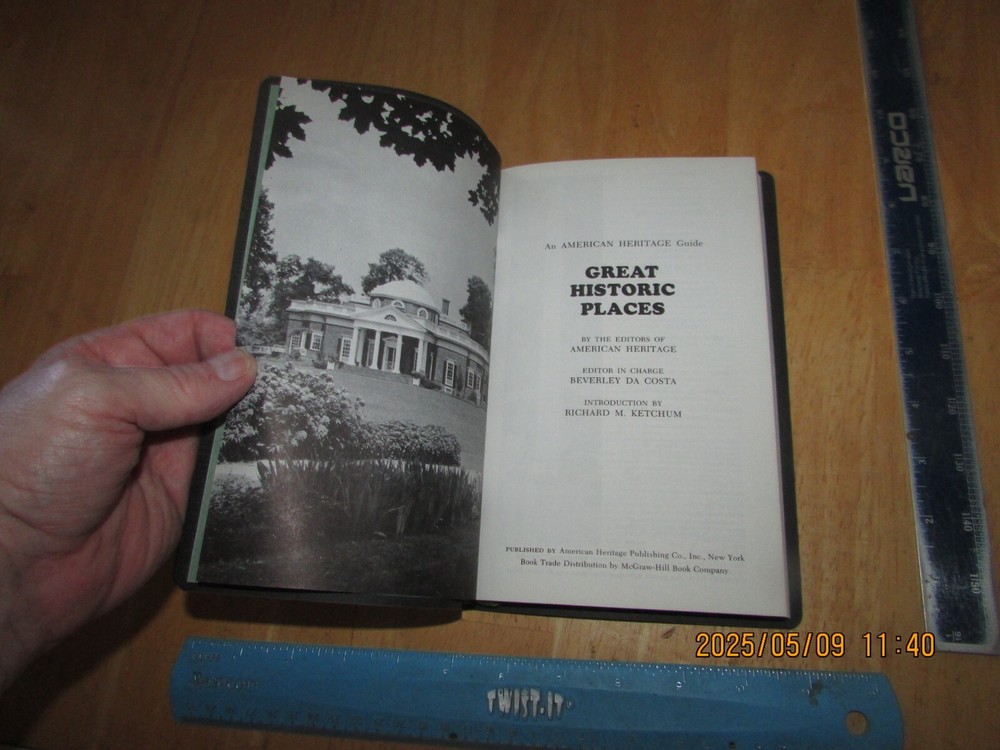 An AMERICAN HERITAGE Guide
GREAT
HISTORIC
PLACES
BY THE EDITORS OF
AMERICAN HERITAGE
EDITOR IN CHARGE
BEVERLEY DA COSTA
INTRODUCTION BY
RICHARD M. KETCHUM
PUBLISHED BY American Heritage Publishing Co., Inc., New York
Book Trade Distribution by McGraw-Hill Book Company
VARCO
2025/05/09 11:40
TWIST.IT